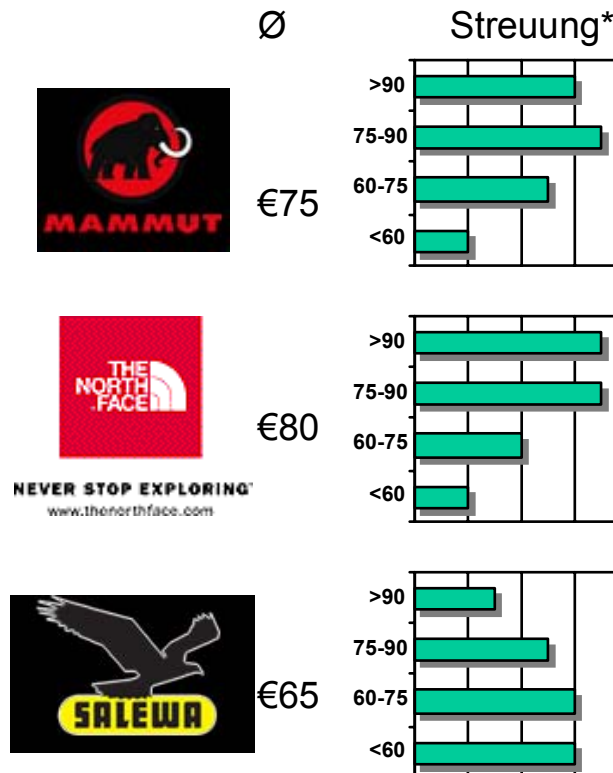 Ø Streuung*
>90
75-90
60-75
<60
MAMMUT
€75
>90
75-90
60-75
<60
THE
NORTH
FACE
€80
NEVER STOP EXPLORING™
www.thenorthface.com
>90
75-90
60-75
<60
SALEWA
€65